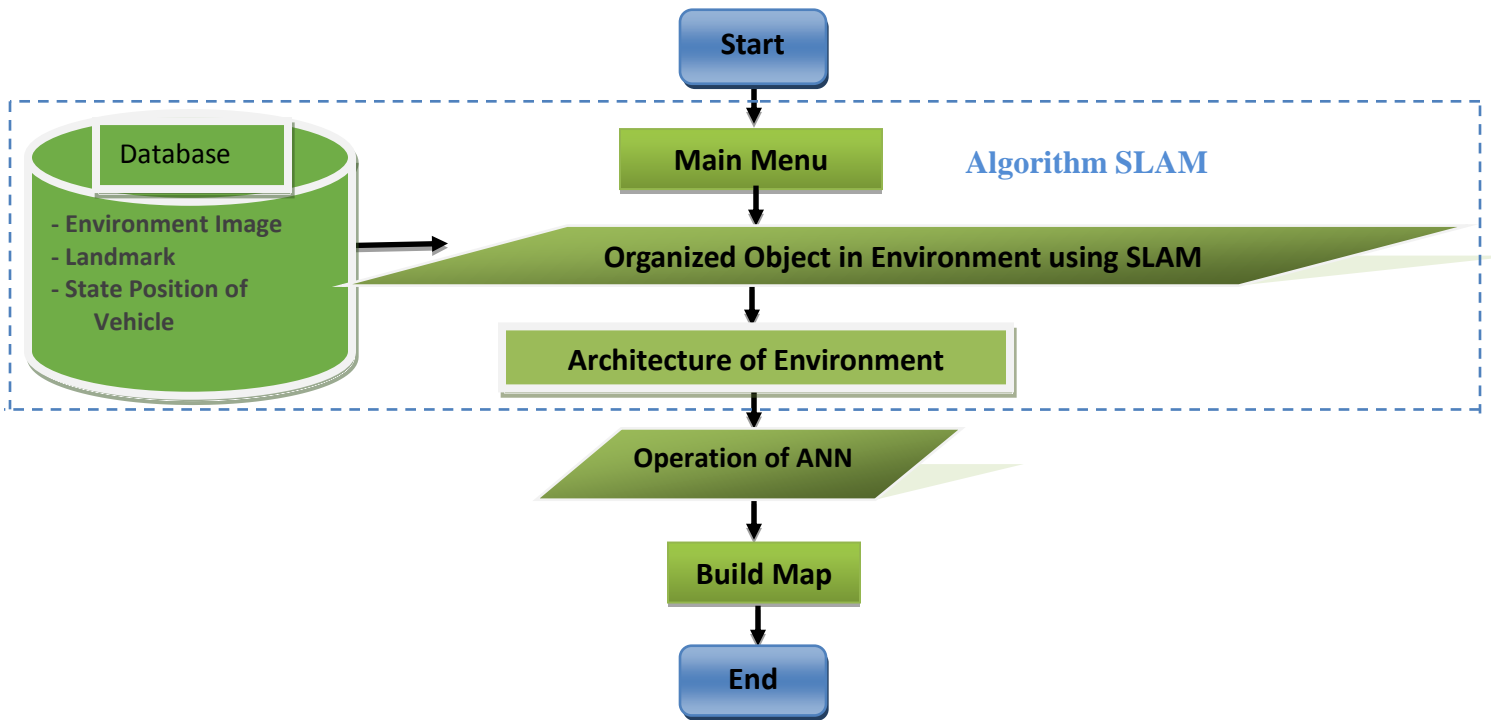 Start
Database
Main Menu
Algorithm SLAM
- Environment Image
- Landmark
- State Position of
Vehicle
Organized Object in Environment using SLAM
Architecture of Environment
Operation of ANN
Build Map
End